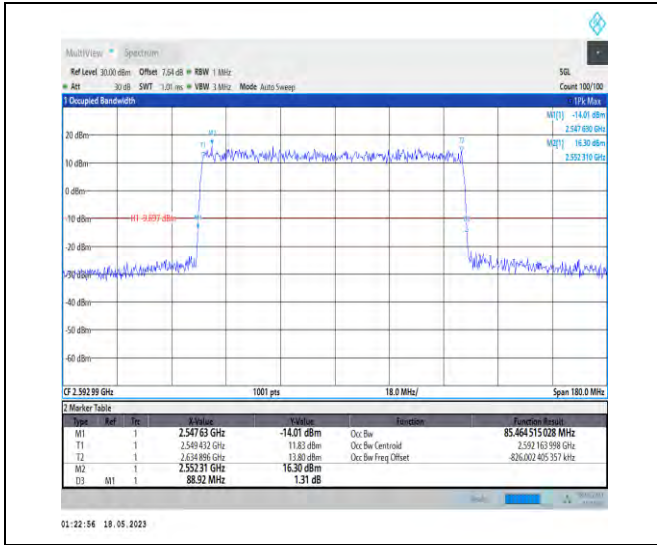 MultiView Spectrum
Ref Level 30.00 dBm Offset 7.64 dB RBW 1 MHz SGL
Att 30 dB SWT 1.01 ms VBW 3 MHz Mode Auto Sweep Count 100/100
1 Occupied Bandwidth 1Pk Max
M1[1] -14.01 dBm
2.547 630 GHz
M2[1] 16.30 dBm
2.552 310 GHz
M2
T1 T2
20 dBm
10 dBm
0 dBm
-10 dBm H1 -9.897 dBm M1
-20 dBm
-30 dBm
-40 dBm
-50 dBm
-60 dBm
CF 2.592 99 GHz 1001 pts 18.0 MHz/ Span 180.0 MHz
2 Marker Table
Type Ref Trc X-Value Y-Value Function Function Result
M1 1 2.547 63 GHz -14.01 dBm Occ Bw 85.464 515 028 MHz
T1 1 2.549 432 GHz 11.83 dBm Occ Bw Centroid 2.592 163 998 GHz
T2 1 2.634 896 GHz 13.80 dBm Occ Bw Freq Offset -826.002 405 357 kHz
M2 1 2.552 31 GHz 16.30 dBm
D3 M1 1 88.92 MHz 1.31 dB
01:22:56 18.05.2023